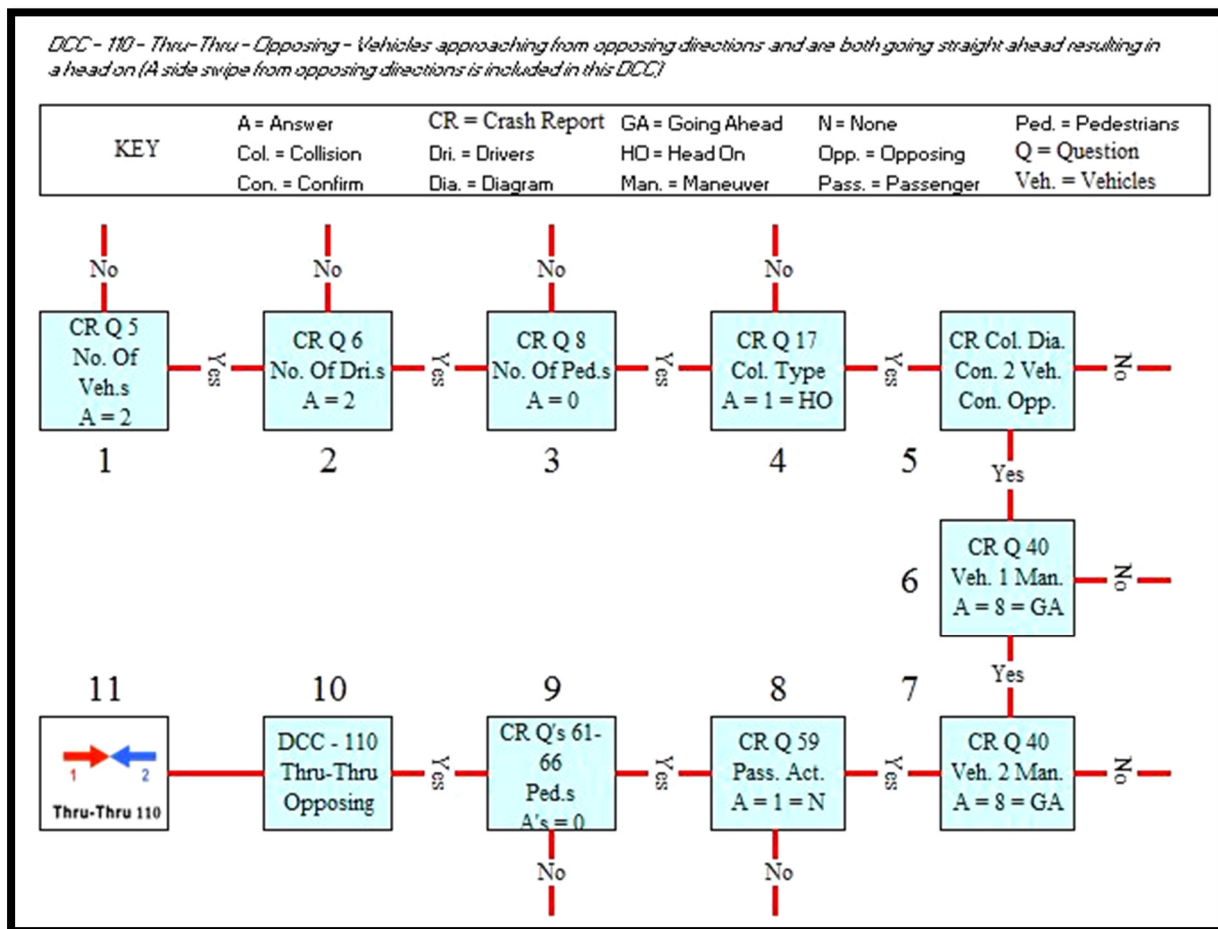 DCC - 110 - Thru-Thru - Opposing - Vehicles approaching from opposing directions and are both going straight ahead resulting in
a head on (A side swipe from opposing directions is included in this DCC)
KEY
A = Answer
Col. = Collision
Con. = Confirm
CR = Crash Report
Dri. = Drivers
Dia. = Diagram
GA = Going Ahead
HO = Head On
Man. = Maneuver
N = None
Opp. = Opposing
Pass. = Passenger
Ped. = Pedestrians
Q = Question
Veh. = Vehicles
No
No
No
No
CR Q 5
No. Of
Veh.s
A = 2
Yes
CR Q 6
No. Of Dri.s
A = 2
Yes
CR Q 8
No. Of Ped.s
A = 0
Yes
CR Q 17
Col. Type
A = 1 = HO
Yes
CR Col. Dia.
Con. 2 Veh.
Con. Opp.
No
1
2
3
4
5
Yes
6
CR Q 40
Veh. 1 Man.
A = 8 = GA
No
Yes
11
10
9
8
7
1
2
Thru-Thru 110
DCC - 110
Thru-Thru
Opposing
Yes
CR Q's 61-
66
Ped.s
A's = 0
Yes
CR Q 59
Pass. Act.
A = 1 = N
Yes
CR Q 40
Veh. 2 Man.
A = 8 = GA
No
No
No